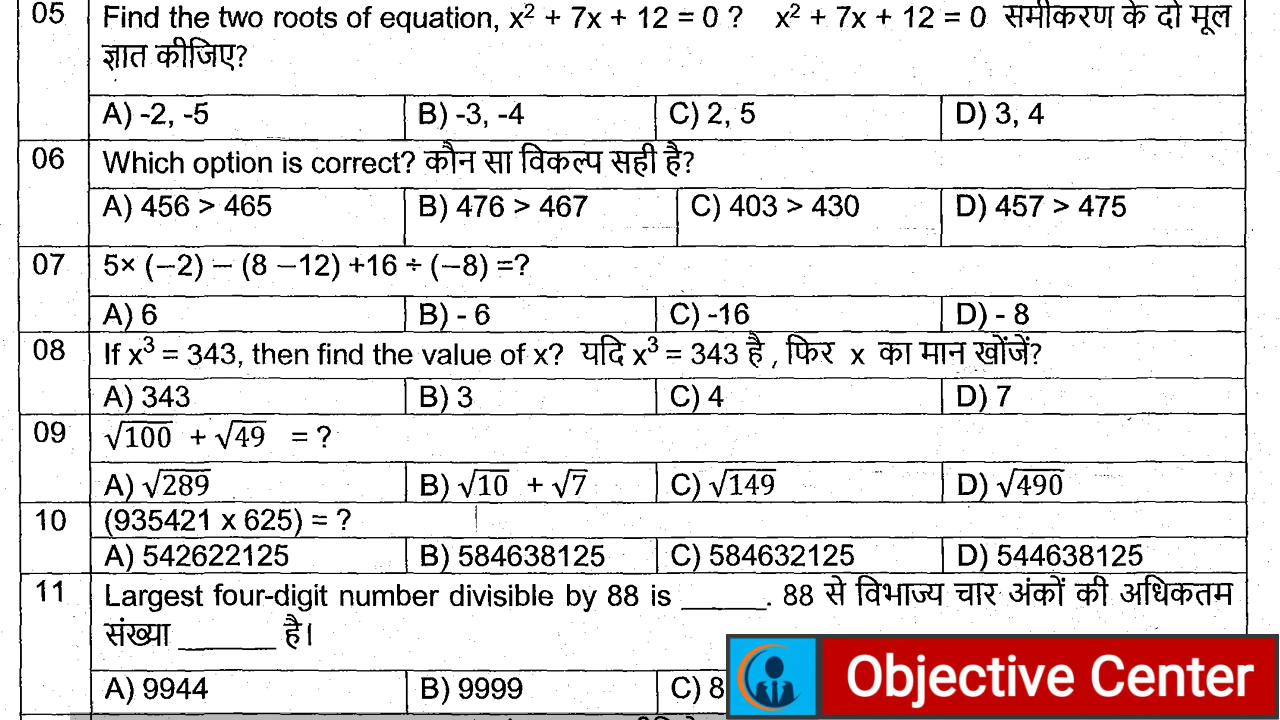 05 Find the two roots of equation, x² + 7x + 12 = 0 ? x² + 7x + 12 = 0 समीकरण के दो मूल
ज्ञात कीजिए?
A) -2, -5 B) -3, -4 C) 2, 5 D) 3, 4
06 Which option is correct? कौन सा विकल्प सही है?
A) 456 > 465 B) 476 > 467 C) 403 > 430 D) 457 > 475
07 5× (−2) − (8 −12) +16 ÷ (−8) =?
A) 6 B) - 6 C) -16 D) - 8
08 If x³ = 343, then find the value of x? यदि x³ = 343 है , फिर x का मान खोंजें?
A) 343 B) 3 C) 4 D) 7
09 √100 + √49 = ?
A) √289 B) √10 + √7 C) √149 D) √490
10 (935421 x 625) = ?
A) 542622125 B) 584638125 C) 584632125 D) 544638125
11 Largest four-digit number divisible by 88 is _____. 88 से विभाज्य चार अंकों की अधिकतम
संख्या ______ है।
A) 9944 B) 9999 C) 8
Objective Center